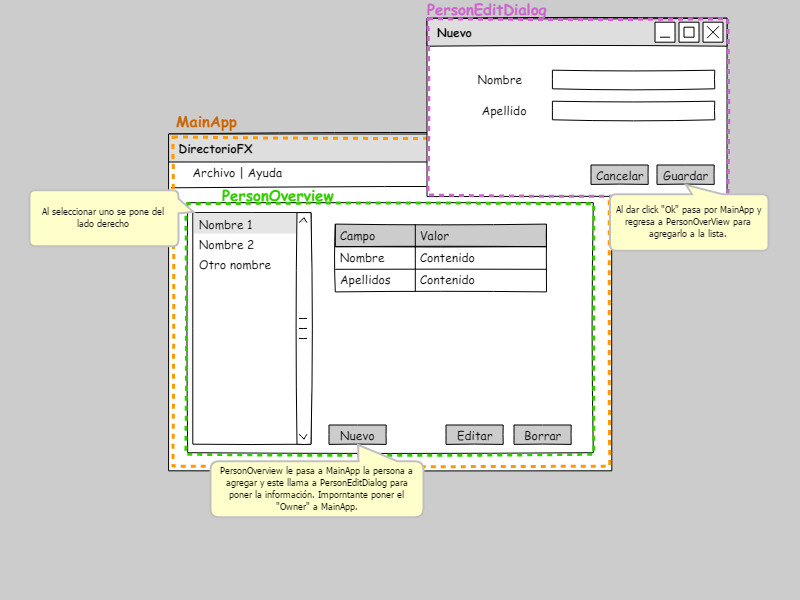 PersonEditDialog
Nuevo
Nombre
Apellido
Cancelar
Guardar
Al dar click "Ok" pasa por MainApp y
regresa a PersonOverView para
agregarlo a la lista.
MainApp
DirectorioFX
Archivo | Ayuda
PersonOverview
Al seleccionar uno se pone del
lado derecho
Nombre 1
Nombre 2
Otro nombre
Campo Valor
Nombre Contenido
Apellidos Contenido
Nuevo
Editar
Borrar
PersonOverview le pasa a MainApp la persona a
agregar y este llama a PersonEditDialog para
poner la información. Imporntante poner el
"Owner" a MainApp.